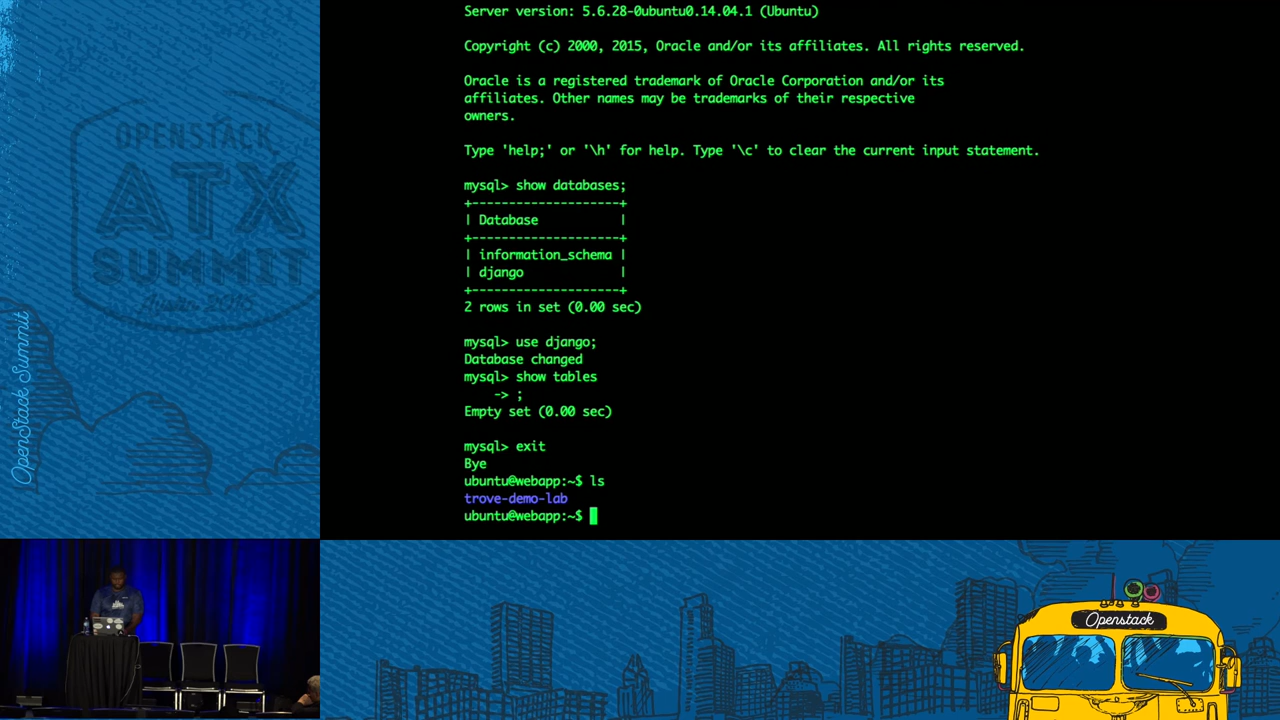 Server version: 5.6.28-0ubuntu0.14.04.1 (Ubuntu)
Copyright (c) 2000, 2015, Oracle and/or its affiliates. All rights reserved.
Oracle is a registered trademark of Oracle Corporation and/or its
affiliates. Other names may be trademarks of their respective
owners.
Type 'help;' or '\h' for help. Type '\c' to clear the current input statement.
mysql> show databases;
+--------------------+
| Database           |
+--------------------+
| information_schema |
| django             |
+--------------------+
2 rows in set (0.00 sec)
mysql> use django;
Database changed
mysql> show tables
    -> ;
Empty set (0.00 sec)
mysql> exit
Bye
ubuntu@webapp:~$ ls
trove-demo-lab
ubuntu@webapp:~$
OPENSTACK
ATX
SUMMIT
OpenStack Summit
Openstack